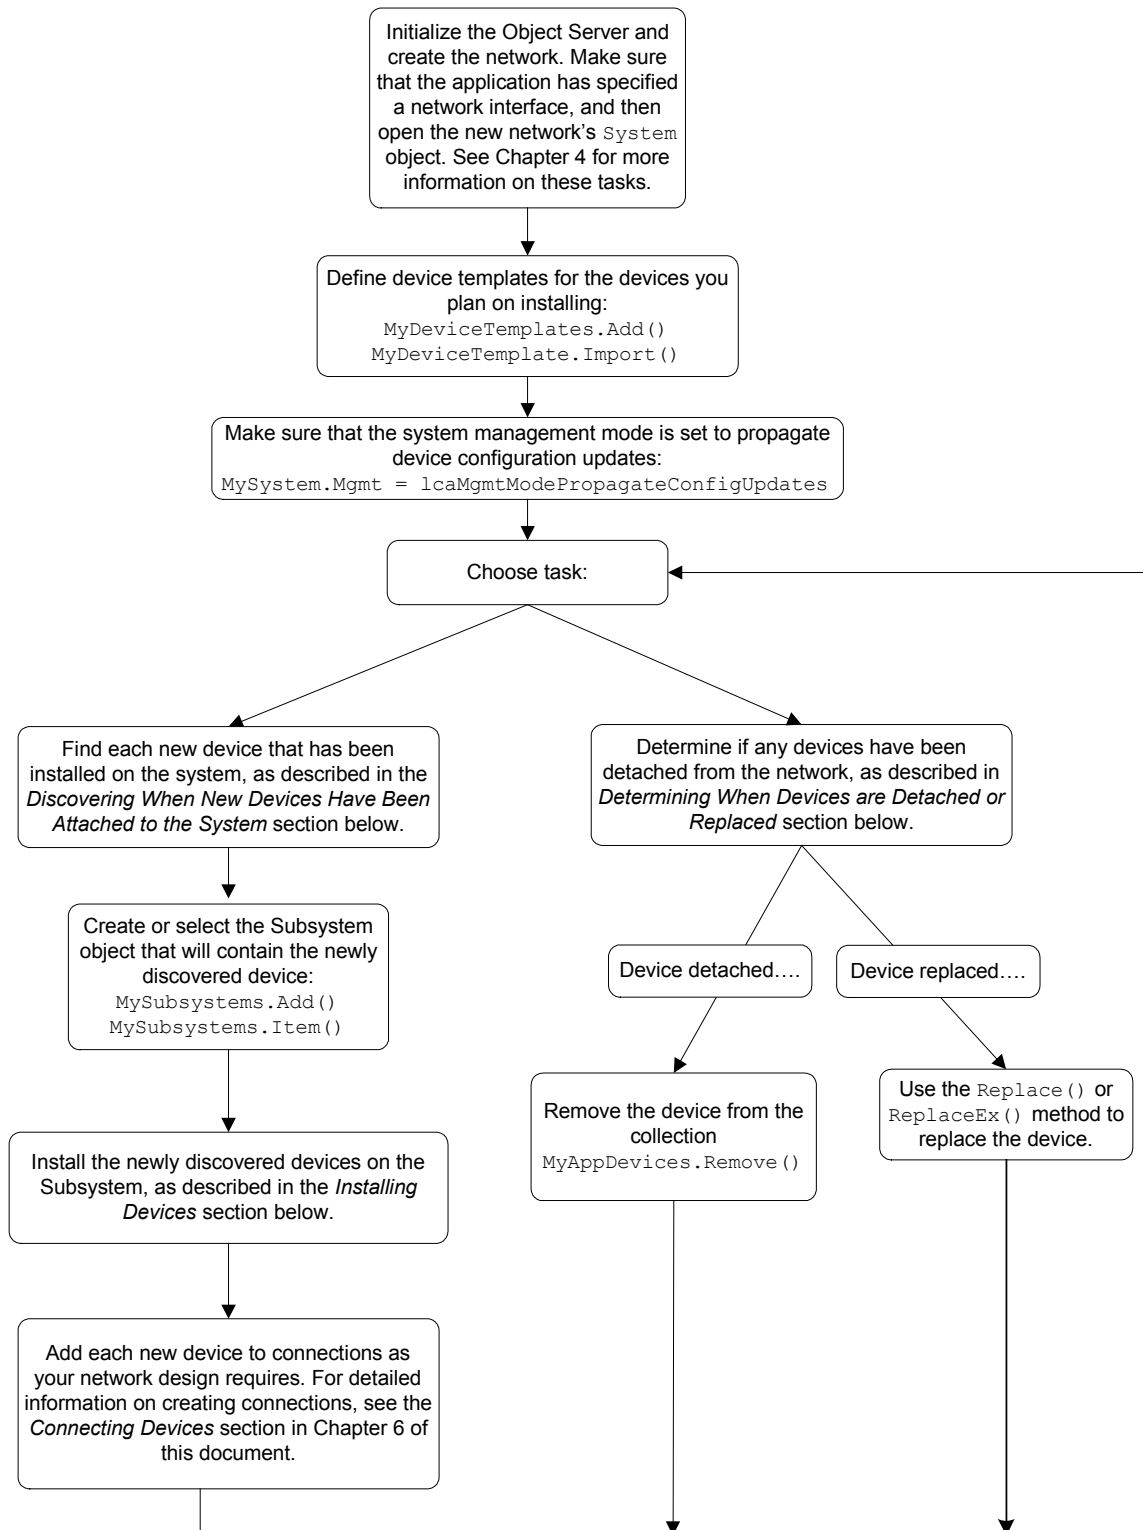 Initialize the Object Server and
create the network. Make sure
that the application has specified
a network interface, and then
open the new network's System
object. See Chapter 4 for more
information on these tasks.
Define device templates for the devices you
plan on installing:
MyDeviceTemplates.Add()
MyDeviceTemplate.Import()
Make sure that the system management mode is set to propagate
device configuration updates:
MySystem.Mgmt = lcaMgmtModePropagateConfigUpdates
Choose task:
Find each new device that has been
installed on the system, as described in the
Discovering When New Devices Have Been
Attached to the System section below.
Determine if any devices have been
detached from the network, as described in
Determining When Devices are Detached or
Replaced section below.
Create or select the Subsystem
object that will contain the newly
discovered device:
MySubsystems.Add()
MySubsystems.Item()
Device detached....
Device replaced....
Remove the device from the
collection
MyAppDevices.Remove()
Use the Replace() or
ReplaceEx() method to
replace the device.
Install the newly discovered devices on the
Subsystem, as described in the Installing
Devices section below.
Add each new device to connections as
your network design requires. For detailed
information on creating connections, see the
Connecting Devices section in Chapter 6 of
this document.